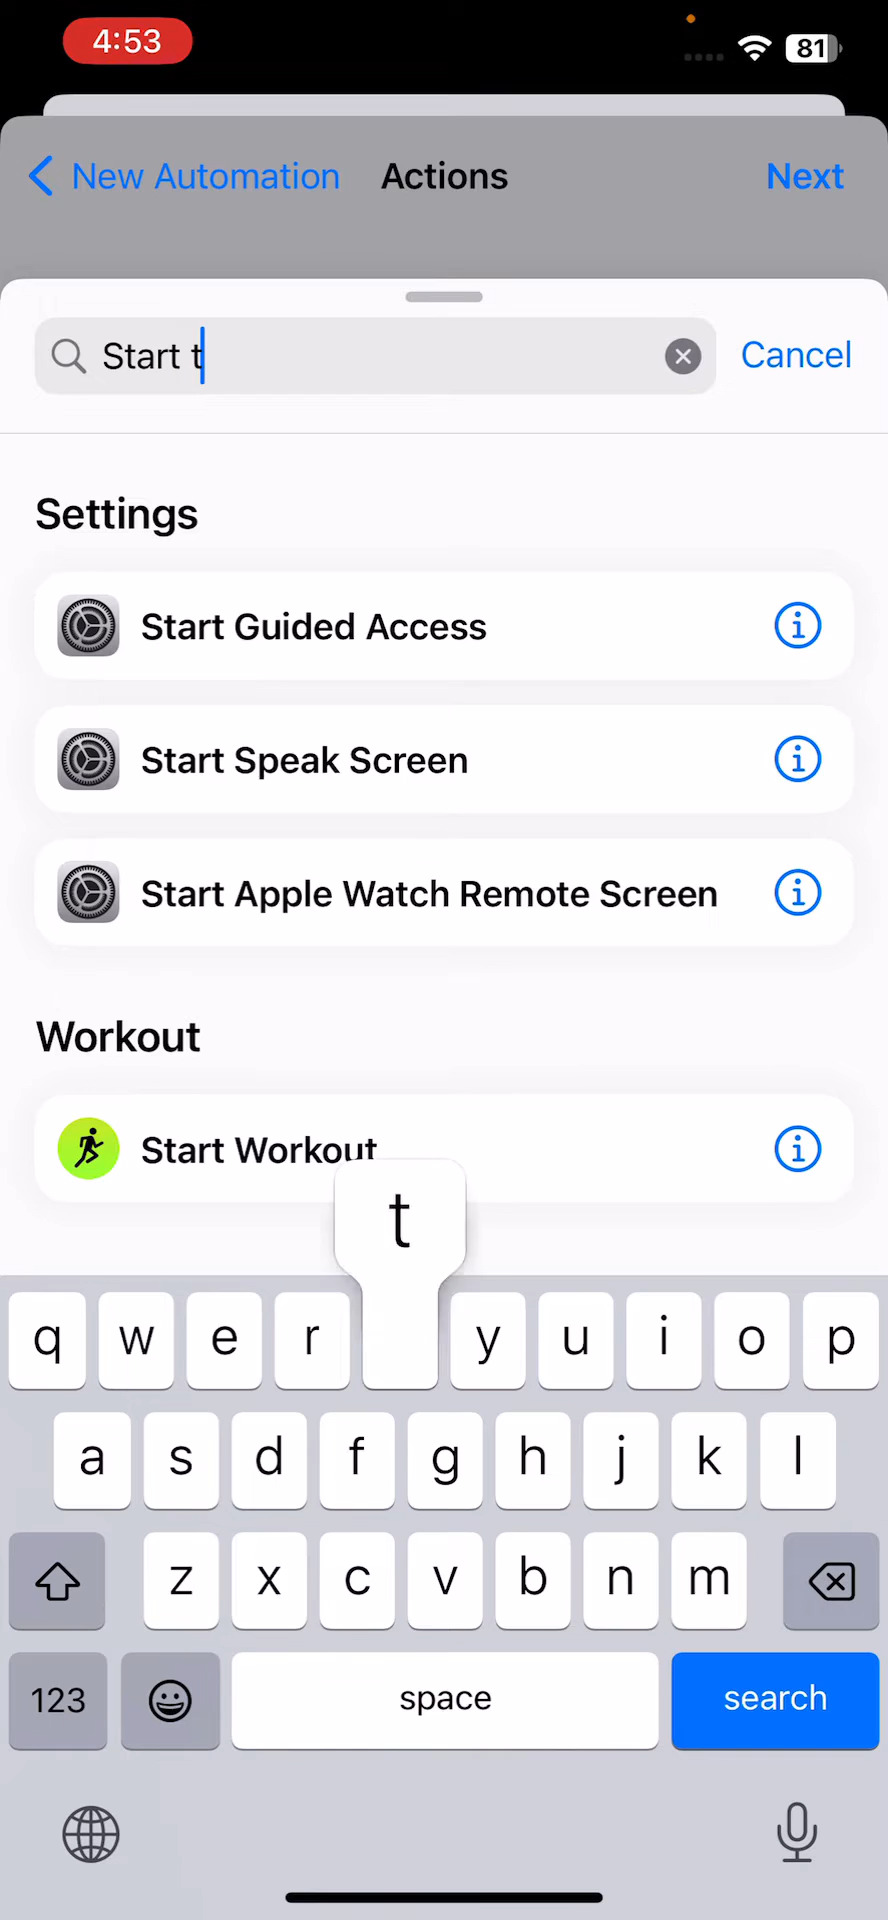 4:53
81
New Automation
Actions
Next
Start t
Cancel
Settings
Start Guided Access
Start Speak Screen
Start Apple Watch Remote Screen
Workout
Start Workout
t
q w e r y u i o p
a s d f g h j k l
z x c v b n m
123
space
search